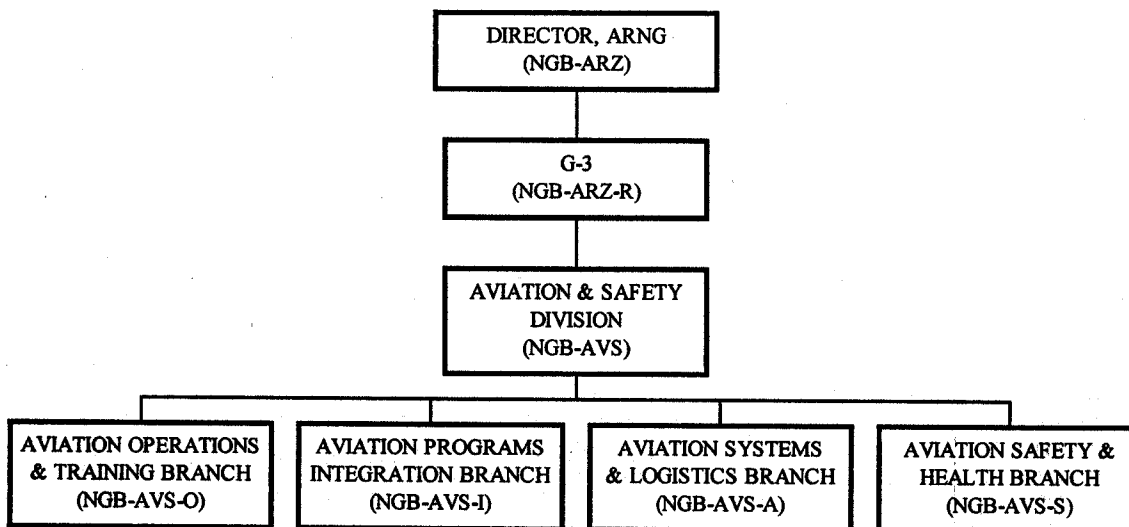 DIRECTOR, ARNG
(NGB-ARZ)
G-3
(NGB-ARZ-R)
AVIATION & SAFETY
DIVISION
(NGB-AVS)
AVIATION OPERATIONS
& TRAINING BRANCH
(NGB-AVS-O)
AVIATION PROGRAMS
INTEGRATION BRANCH
(NGB-AVS-I)
AVIATION SYSTEMS
& LOGISTICS BRANCH
(NGB-AVS-A)
AVIATION SAFETY &
HEALTH BRANCH
(NGB-AVS-S)